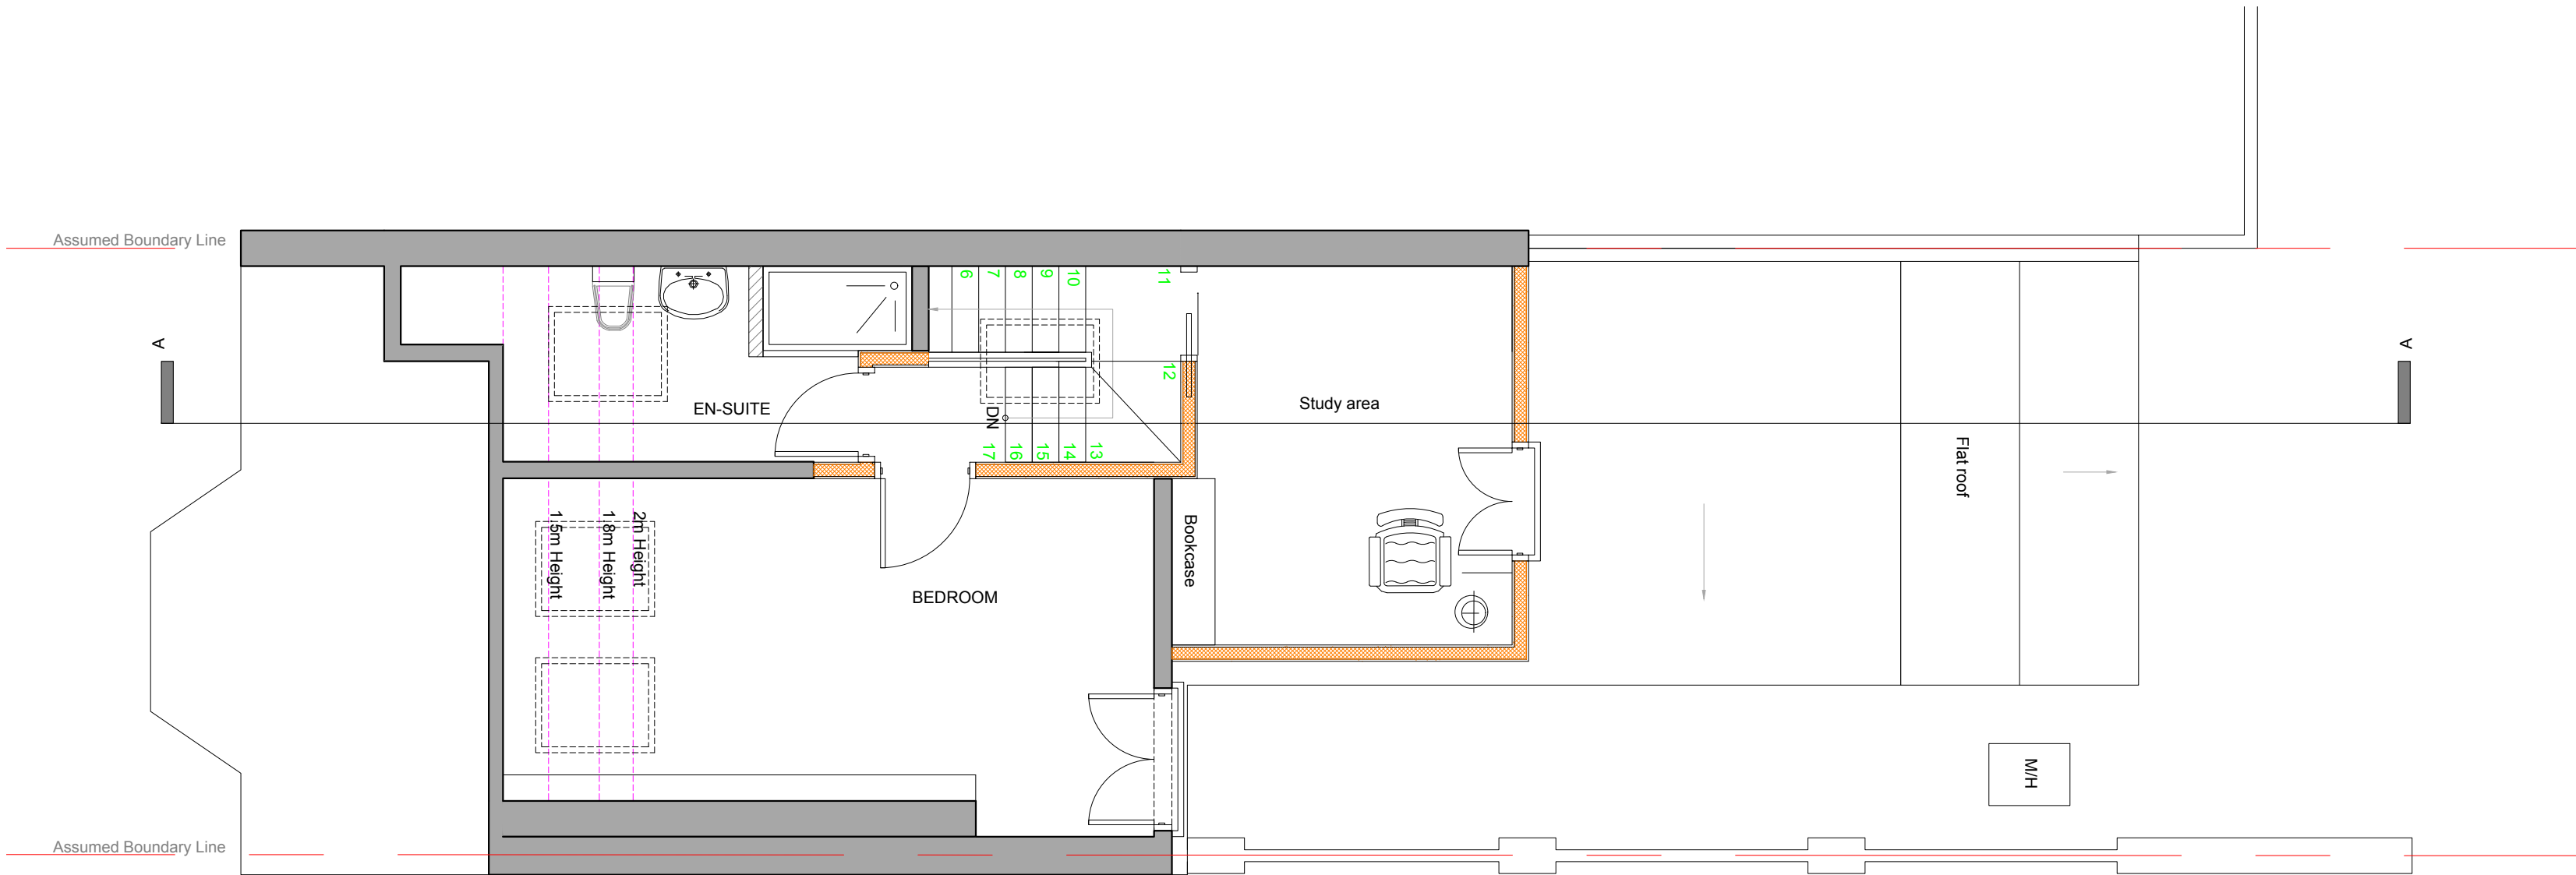 Assumed Boundary Line
6
7
8
9
10
11
A
A
12
EN-SUITE
DN
Study area
17
16
15
14
13
Flat roof
1.5m Height
1.8m Height
2m Height
Bookcase
BEDROOM
M/H
Assumed Boundary Line